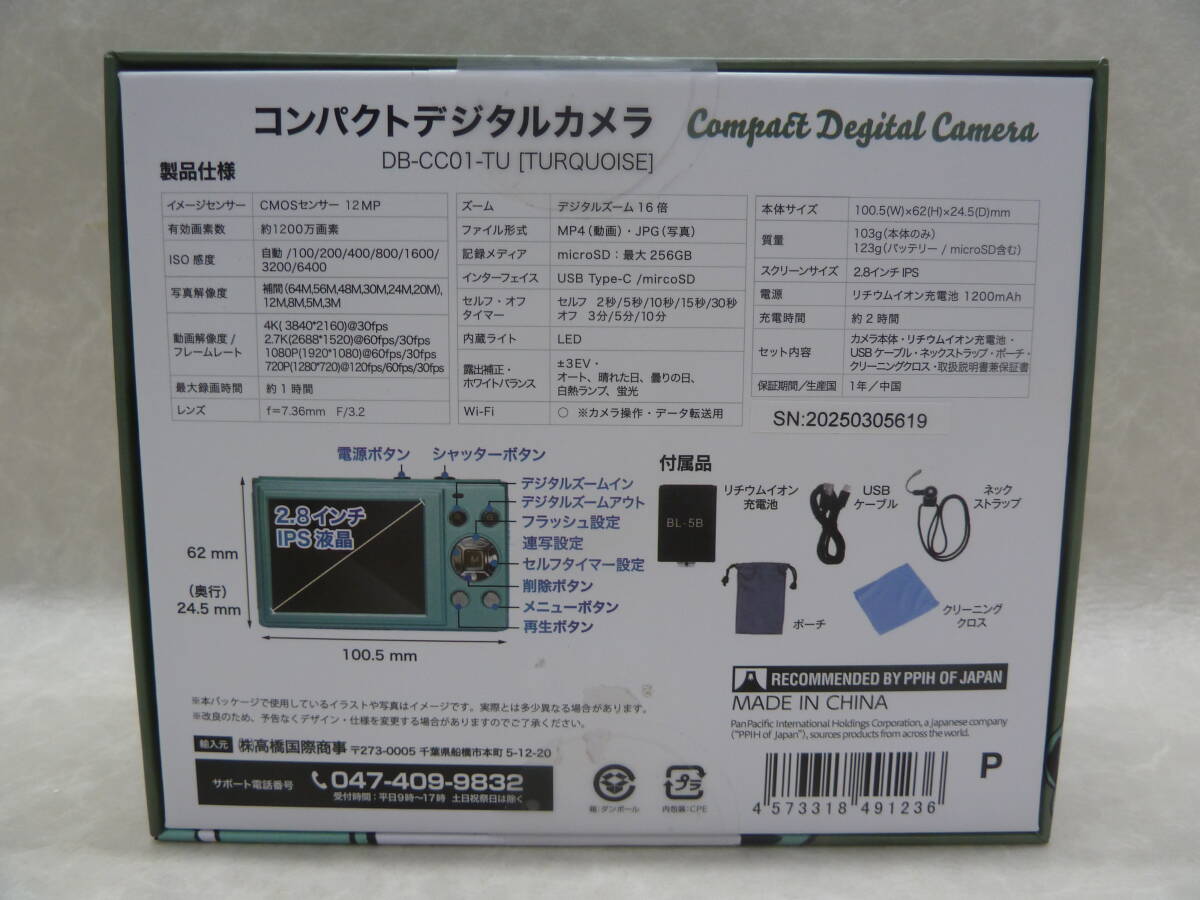 コンパクトデジタルカメラ Compact Degital Camera
DB-CC01-TU [TURQUOISE]
製品仕様
イメージセンサー CMOSセンサー 12MP
有効画素数 約1200万画素
ISO 感度 自動 /100/200/400/800/1600/
3200/6400
写真解像度 補間(64M,56M,48M,30M,24M,20M),
12M,8M,5M,3M
動画解像度 /
フレームレート
4K( 3840*2160)@30fps
2.7K(2688*1520)@60fps/30fps
1080P(1920*1080)@60fps/30fps
720P(1280*720)@120fps/60fps/30fps
最大録画時間 約1時間
レンズ f=7.36mm F/3.2
ズーム デジタルズーム16倍
ファイル形式 MP4(動画)・JPG(写真)
記録メディア microSD:最大256GB
インターフェイス USB Type-C /mircoSD
セルフ・オフ
タイマー
セルフ 2秒/5秒/10秒/15秒/30秒
オフ 3分/5分/10分
内蔵ライト LED
露出補正・
ホワイトバランス
±3EV・
オート、晴れた日、曇りの日、
白熱ランプ、蛍光
Wi-Fi ○ ※カメラ操作・データ転送用
本体サイズ 100.5(W)×62(H)×24.5(D)mm
質量 103g(本体のみ)
123g(バッテリー / microSD含む)
スクリーンサイズ 2.8インチ IPS
電源 リチウムイオン充電池 1200mAh
充電時間 約2時間
セット内容 カメラ本体・リチウムイオン充電池・
USBケーブル・ネックストラップ・ポーチ・
クリーニングクロス・取扱説明書兼保証書
保証期間/生産国 1年/中国
SN:20250305619
電源ボタン シャッターボタン
デジタルズームイン
デジタルズームアウト
フラッシュ設定
連写設定
セルフタイマー設定
削除ボタン
メニューボタン
再生ボタン
2.8インチ
IPS液晶
M
62 mm
(奥行)
24.5 mm
100.5 mm
付属品
BL-5B
リチウムイオン
充電池
USB
ケーブル
ネック
ストラップ
ポーチ
クリーニング
クロス
RECOMMENDED BY PPIH OF JAPAN
MADE IN CHINA
Pan Pacific International Holdings Corporation, a Japanese company
("PPIH of Japan"), sources products from across the world.
※本パッケージで使用しているイラストや写真はイメージです。実際とは多少異なる場合があります。
※改良のため、予告なくデザイン・仕様を変更する場合がありますのでご了承ください。
輸入元 ㈱高橋国際商事 〒273-0005 千葉県船橋市本町 5-12-20
サポート電話番号 047-409-9832
受付時間:平日9時〜17時 土日祝祭日は除く
箱:ダンボール
プラ
内包装:CPE
4 573318 491236
P